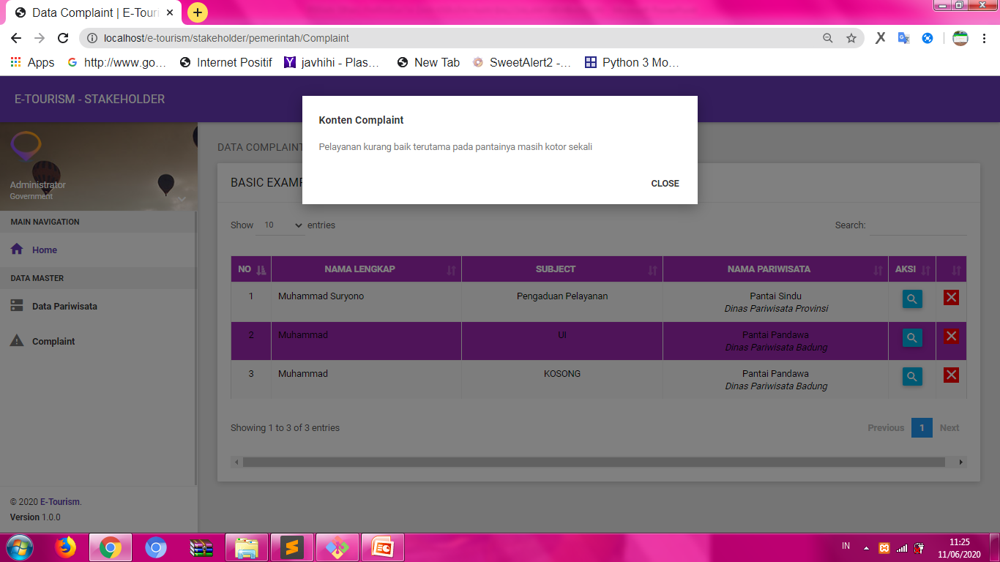 Data Complaint | E-Touri
localhost/e-tourism/stakeholder/pemerintah/Complaint
Apps
http://www.go...
Internet Positif
javhihi - Plas...
New Tab
SweetAlert2 -...
Python 3 Mo...
E-TOURISM - STAKEHOLDER
Konten Complaint
Pelayanan kurang baik terutama pada pantainya masih kotor sekali
CLOSE
Administrator
Government
MAIN NAVIGATION
Home
DATA MASTER
Data Pariwisata
Complaint
© 2020 E-Tourism.
Version 1.0.0
DATA COMPLAINT
BASIC EXAM
Show 10 entries
Search:
NO NAMA LENGKAP SUBJECT NAMA PARIWISATA AKSI
1 Muhammad Suryono Pengaduan Pelayanan Pantai Sindu
Dinas Pariwisata Provinsi
2 Muhammad UI Pantai Pandawa
Dinas Pariwisata Badung
3 Muhammad KOSONG Pantai Pandawa
Dinas Pariwisata Badung
Showing 1 to 3 of 3 entries
Previous 1 Next
IN
11:25
11/06/2020